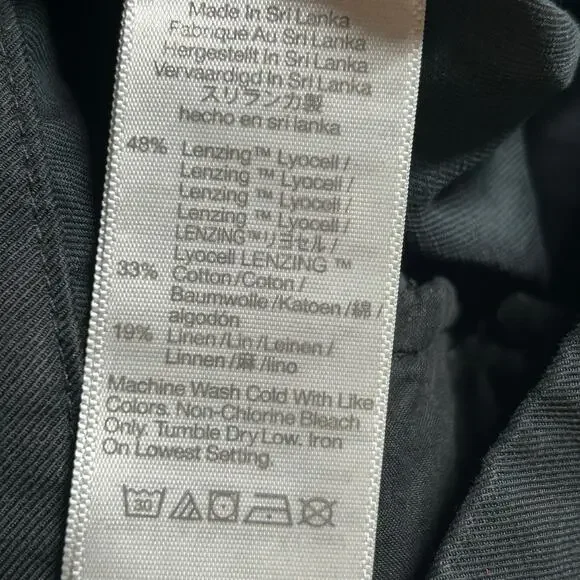 Made In Sri Lanka
Fabriqué Au Sri Lanka
Hergestellt In Sri Lanka
Vervaardigd In Sri Lanka
スリランカ製
hecho en sri lanka
48% Lenzing™ Lyocell /
Lenzing ™ Lyocell /
Lenzing ™ Lyocell /
Lenzing ™ Lyocell /
LENZING™リヨセル /
Lyocell LENZING ™
33% Cotton /Coton /
Baumwolle /Katoen /綿 /
algodón
19% Linen /Lin /Leinen /
Linnen /麻 /lino
Machine Wash Cold With Like
Colors. Non-Chlorine Bleach
Only. Tumble Dry Low. Iron
On Lowest Setting.
30